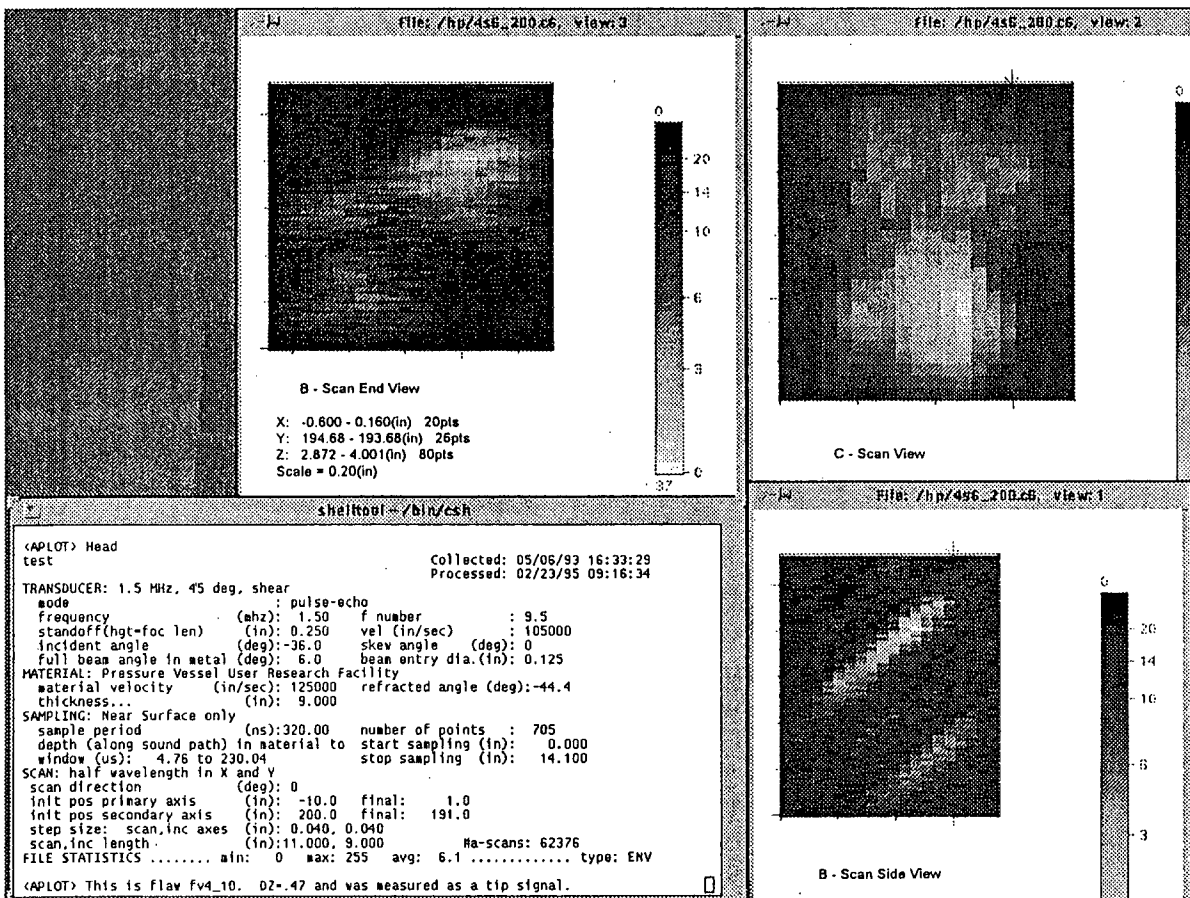 File: /hp/4s6_200.c6, view:3
0
20
14
10
6
3
0
37
B - Scan End View
X: -0.600 - 0.160(in) 20pts
Y: 194.68 - 193.68(in) 26pts
Z: 2.872 - 4.001(in) 80pts
Scale = 0.20(in)
File: /hp/4s6_200.c6, view:2
0
C - Scan View
shelltool - /bin/csh
<APLOT> Head
test Collected: 05/06/93 16:33:29
Processed: 02/23/95 09:16:34
TRANSDUCER: 1.5 MHz, 45 deg, shear
mode : pulse-echo
frequency (mhz): 1.50 f number : 9.5
standoff(hgt-foc len) (in): 0.250 vel (in/sec) : 105000
incident angle (deg):-36.0 skew angle (deg): 0
full beam angle in metal (deg): 6.0 beam entry dia.(in): 0.125
MATERIAL: Pressure Vessel User Research Facility
material velocity (in/sec): 125000 refracted angle (deg):-44.4
thickness... (in): 9.000
SAMPLING: Near Surface only
sample period (ns):320.00 number of points : 705
depth (along sound path) in material to start sampling (in): 0.000
window (us): 4.76 to 230.04 stop sampling (in): 14.100
SCAN: half wavelength in X and Y
scan direction (deg): 0
init pos primary axis (in): -10.0 final: 1.0
init pos secondary axis (in): 200.0 final: 191.0
step size: scan,inc axes (in): 0.040, 0.040
scan,inc length (in):11.000, 9.000 #a-scans: 62376
FILE STATISTICS ........ min: 0 max: 255 avg: 6.1 ............. type: ENV
<APLOT> This is flaw fv4_10. DZ=.47 and was measured as a tip signal.
File: /hp/4s6_200.c6, view:1
0
20
14
10
6
3
B - Scan Side View